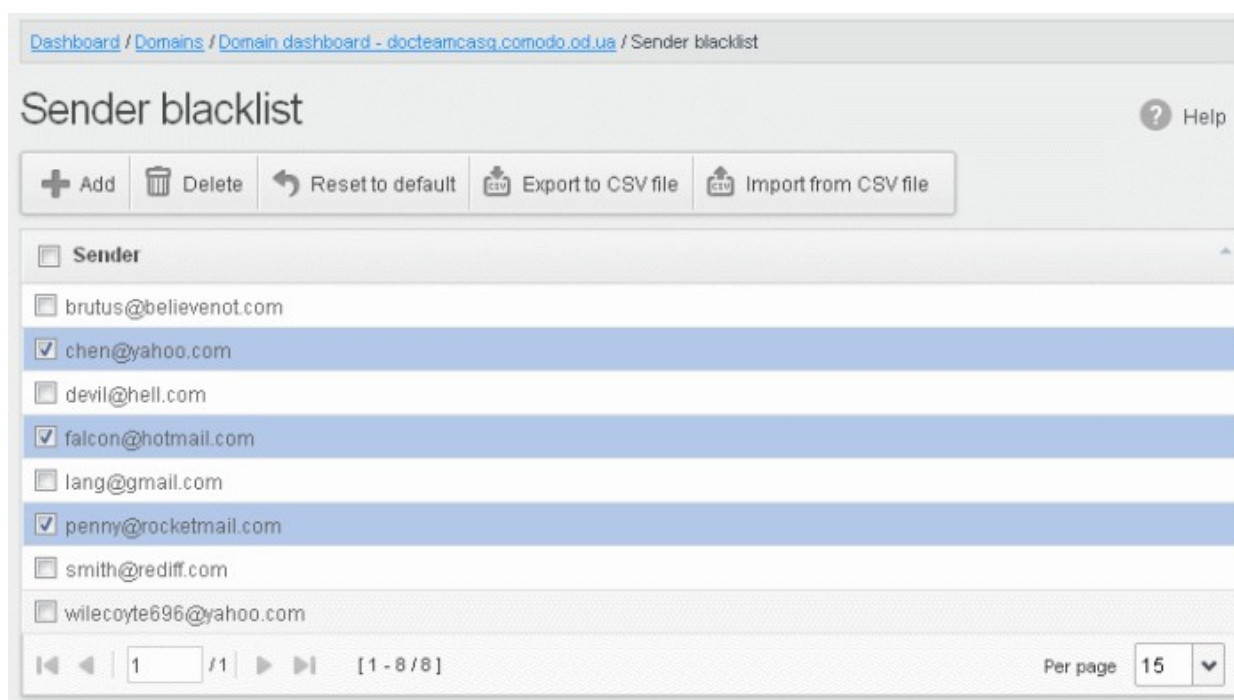 Dashboard / Domains / Domain dashboard - docteamcasg.comodo.od.ua / Sender blacklist
Sender blacklist
Help
Add Delete Reset to default Export to CSV file Import from CSV file
Sender
brutus@believenot.com
chen@yahoo.com
devil@hell.com
falcon@hotmail.com
lang@gmail.com
penny@rocketmail.com
smith@rediff.com
wilecoyte696@yahoo.com
1 /1 [ 1 - 8 / 8 ] Per page 15